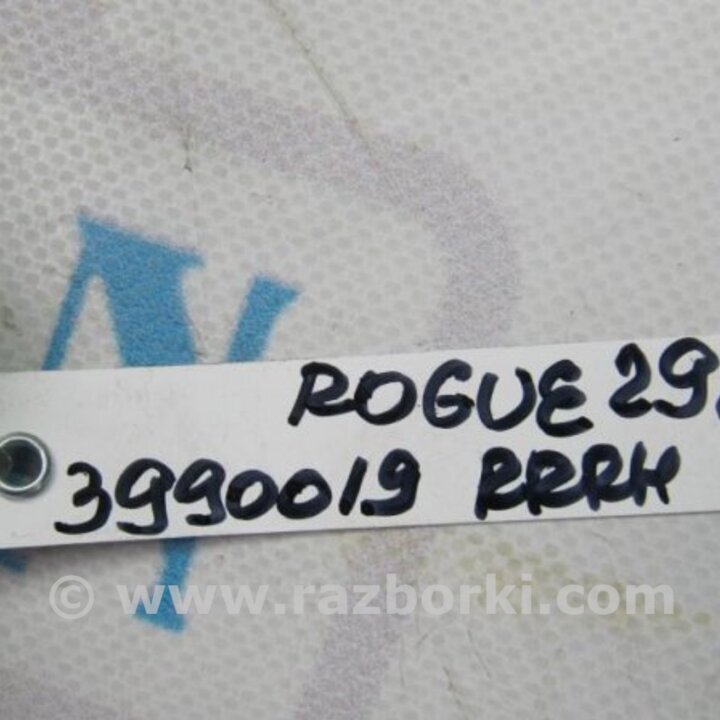 ROGUE 29
3990019 RRRH
© www.razborki.com